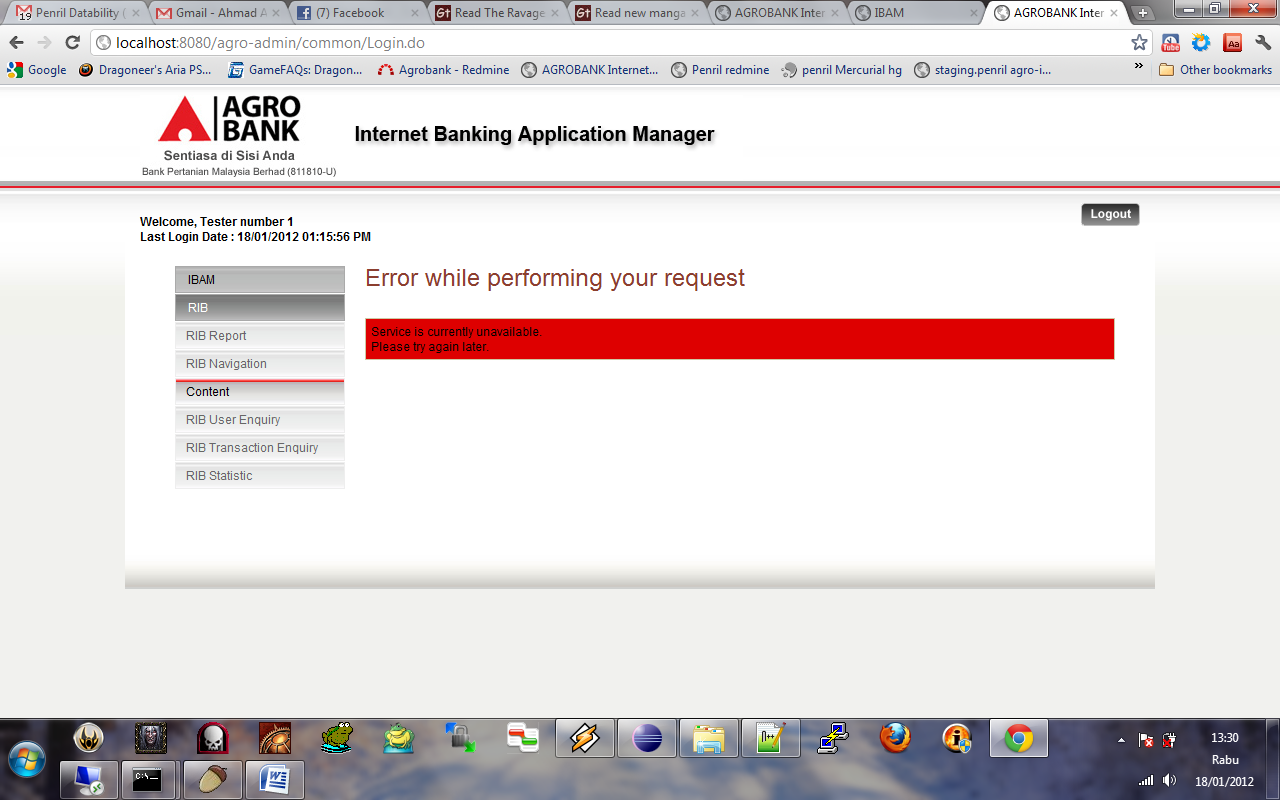 19
Penril Datability (
Gmail - Ahmad A
(7) Facebook
Read The Ravage
Read new manga
AGROBANK Inter
IBAM
AGROBANK Inter
localhost:8080/agro-admin/common/Login.do
Google
Dragoneer's Aria PS...
GameFAQs: Dragon...
Agrobank - Redmine
AGROBANK Internet...
Penril redmine
penril Mercurial hg
staging.penril agro-i...
»
Other bookmarks
AGRO
BANK
Sentiasa di Sisi Anda
Bank Pertanian Malaysia Berhad (811810-U)
Internet Banking Application Manager
Logout
Welcome, Tester number 1
Last Login Date : 18/01/2012 01:15:56 PM
IBAM
RIB
RIB Report
RIB Navigation
Content
RIB User Enquiry
RIB Transaction Enquiry
RIB Statistic
Error while performing your request
Service is currently unavailable.
Please try again later.
13:30
Rabu
18/01/2012